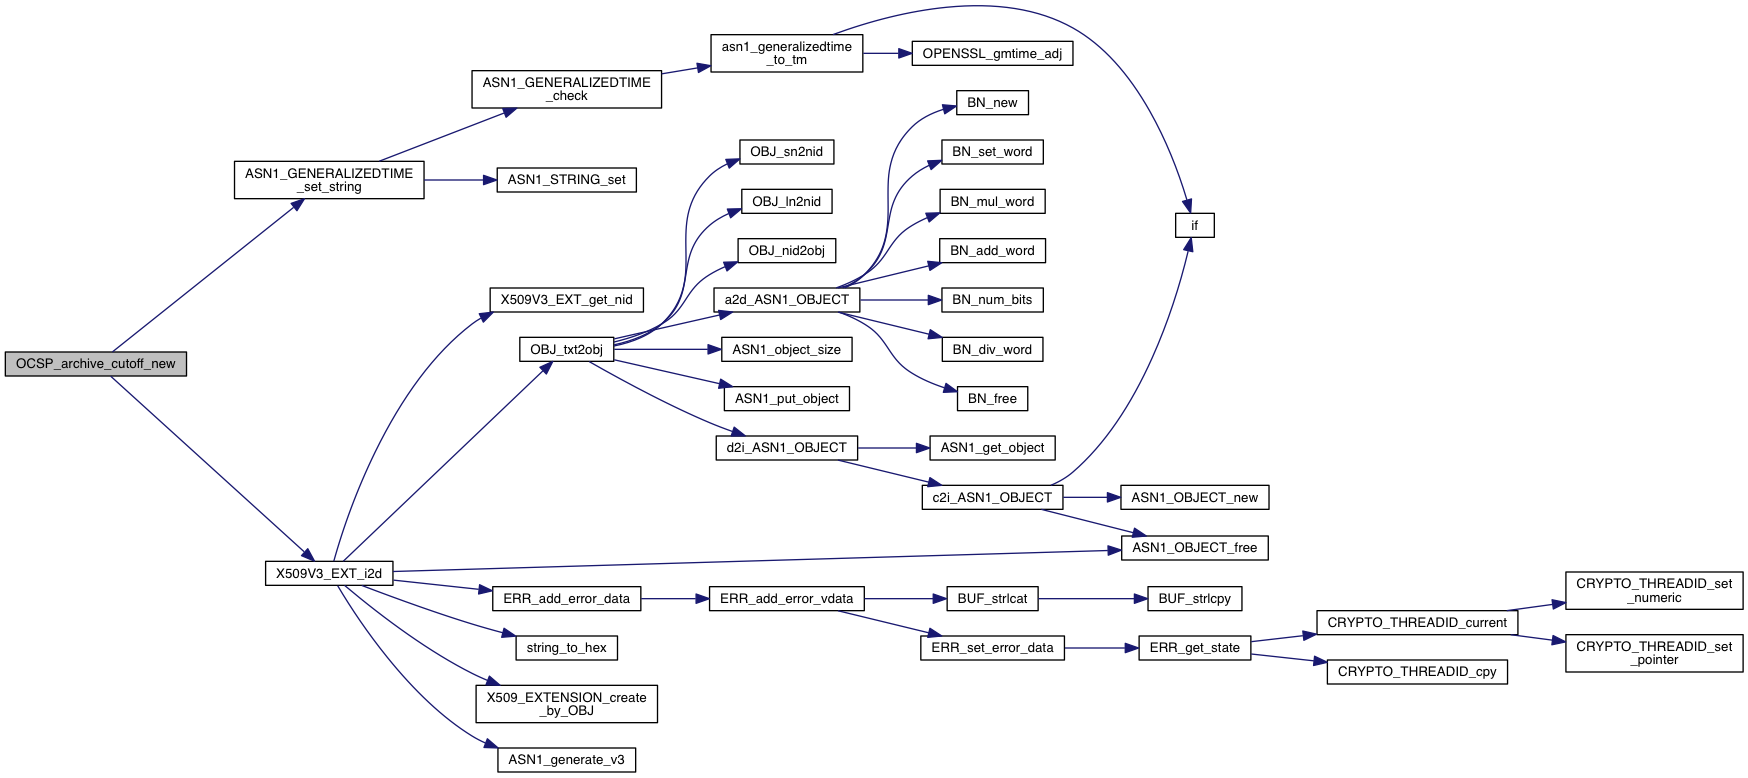 OCSP_archive_cutoff_new
ASN1_GENERALIZEDTIME
_set_string
X509V3_EXT_i2d
ASN1_GENERALIZEDTIME
_check
ASN1_STRING_set
X509V3_EXT_get_nid
OBJ_txt2obj
ERR_add_error_data
string_to_hex
X509_EXTENSION_create
_by_OBJ
ASN1_generate_v3
asn1_generalizedtime
_to_tm
OBJ_sn2nid
OBJ_ln2nid
OBJ_nid2obj
a2d_ASN1_OBJECT
ASN1_object_size
ASN1_put_object
d2i_ASN1_OBJECT
ERR_add_error_vdata
OPENSSL_gmtime_adj
BN_new
BN_set_word
BN_mul_word
BN_add_word
BN_num_bits
BN_div_word
BN_free
ASN1_get_object
c2i_ASN1_OBJECT
BUF_strlcat
ERR_set_error_data
if
ASN1_OBJECT_new
ASN1_OBJECT_free
BUF_strlcpy
ERR_get_state
CRYPTO_THREADID_current
CRYPTO_THREADID_cpy
CRYPTO_THREADID_set
_numeric
CRYPTO_THREADID_set
_pointer